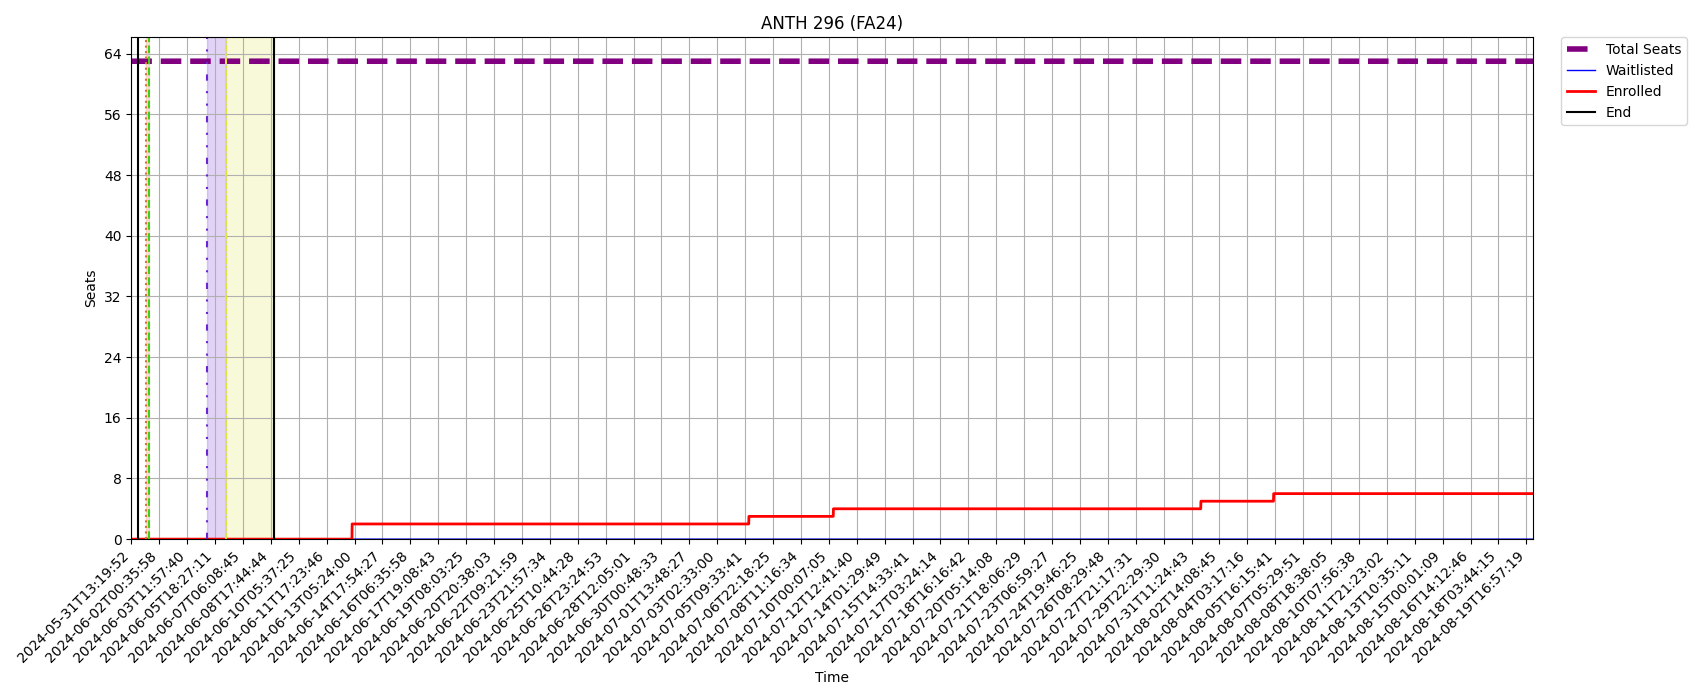 ANTH 296 (FA24)
Total Seats
Waitlisted
Enrolled
End
Seats
64
56
48
40
32
24
16
8
0
2024-05-31T13:19:52
2024-06-02T00:35:58
2024-06-03T11:57:40
2024-06-05T18:27:11
2024-06-07T06:08:45
2024-06-08T17:44:44
2024-06-10T05:37:25
2024-06-11T17:23:46
2024-06-13T05:24:00
2024-06-14T17:54:27
2024-06-16T06:35:58
2024-06-17T19:08:43
2024-06-19T08:03:25
2024-06-20T20:38:03
2024-06-22T09:21:59
2024-06-23T21:57:34
2024-06-25T10:44:28
2024-06-26T23:24:53
2024-06-28T12:05:01
2024-06-30T00:48:33
2024-07-01T13:48:27
2024-07-03T02:33:00
2024-07-05T09:33:41
2024-07-06T22:18:25
2024-07-08T11:16:34
2024-07-10T00:07:05
2024-07-12T12:41:40
2024-07-14T01:29:49
2024-07-15T14:33:41
2024-07-17T03:24:14
2024-07-18T16:16:42
2024-07-20T05:14:08
2024-07-21T18:06:29
2024-07-23T06:59:27
2024-07-24T19:46:25
2024-07-26T08:29:48
2024-07-27T21:17:31
2024-07-29T22:29:30
2024-07-31T11:24:43
2024-08-02T14:08:45
2024-08-04T03:17:16
2024-08-05T16:15:41
2024-08-07T05:29:51
2024-08-08T18:38:05
2024-08-10T07:56:38
2024-08-11T21:23:02
2024-08-13T10:35:11
2024-08-15T00:01:09
2024-08-16T14:12:46
2024-08-18T03:44:15
2024-08-19T16:57:19
Time